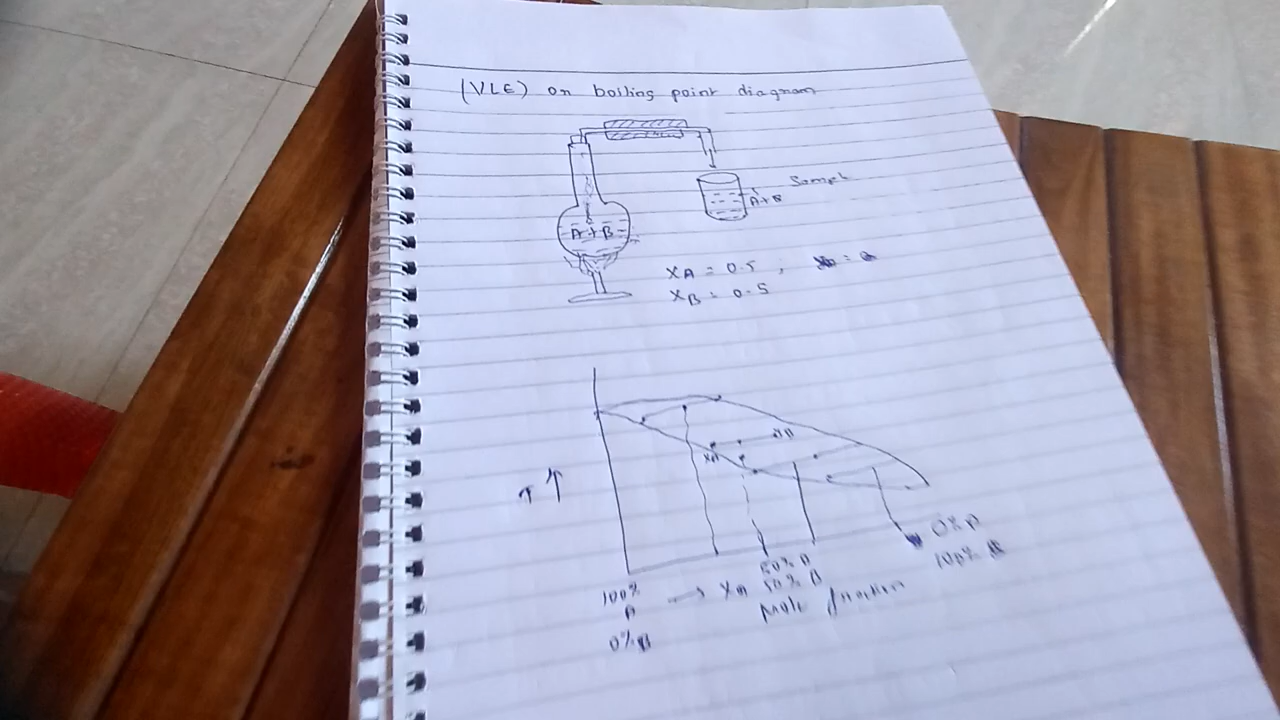 (VLE) on boiling point diagram
A+B
Sampl
A+B
XA = 0.5 ;
XB = 0.5
T ↑
100%
A
0% B
→ XA
50% A
50% B
mole fraction
0% A
100% B